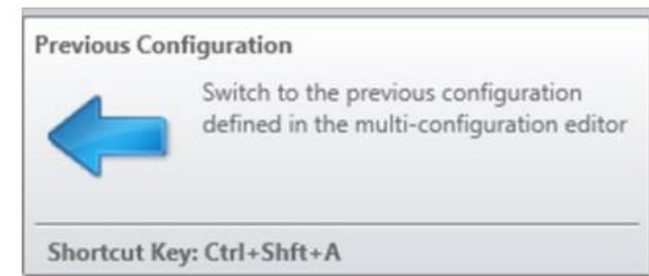 Previous Configuration
Switch to the previous configuration
defined in the multi-configuration editor
Shortcut Key: Ctrl+Shft+A